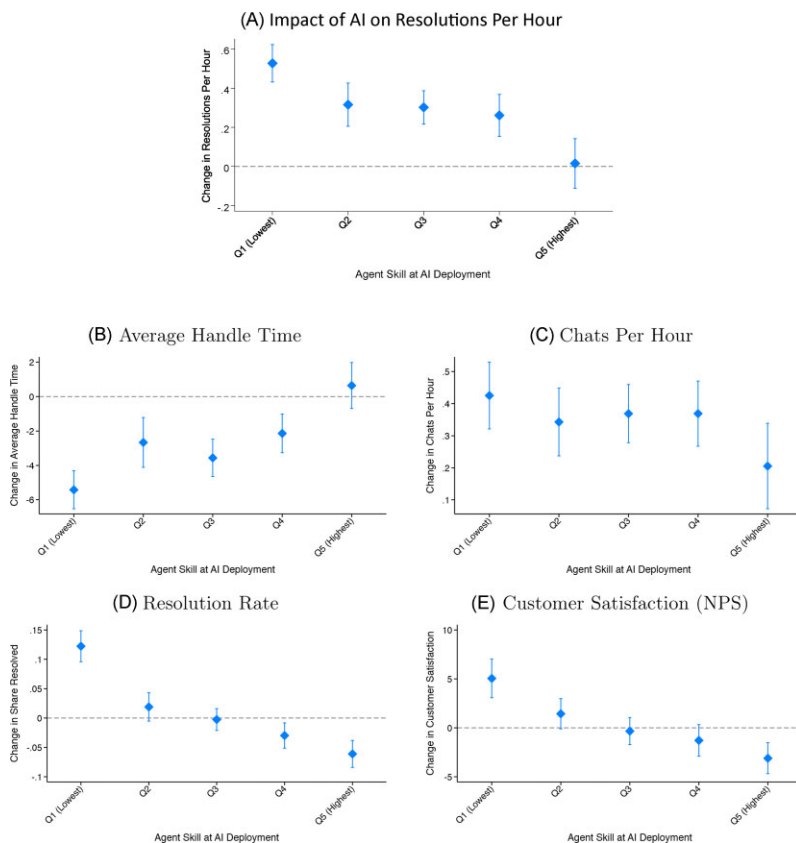 (A) Impact of AI on Resolutions Per Hour
Change in Resolutions Per Hour
.6
.4
.2
0
-.2
Q1 (Lowest)
Q2
Q3
Q4
Q5 (Highest)
Agent Skill at AI Deployment
(B) Average Handle Time
Change in Average Handle Time
2
0
-2
-4
-6
Q1 (Lowest)
Q2
Q3
Q4
Q5 (Highest)
Agent Skill at AI Deployment
(C) Chats Per Hour
Change in Chats Per Hour
.5
.4
.3
.2
.1
Q1 (Lowest)
Q2
Q3
Q4
Q5 (Highest)
Agent Skill at AI Deployment
(D) Resolution Rate
Change in Share Resolved
.15
.1
.05
0
-.05
-.1
Q1 (Lowest)
Q2
Q3
Q4
Q5 (Highest)
Agent Skill at AI Deployment
(E) Customer Satisfaction (NPS)
Change in Customer Satisfaction
10
5
0
-5
Q1 (Lowest)
Q2
Q3
Q4
Q5 (Highest)
Agent Skill at AI Deployment